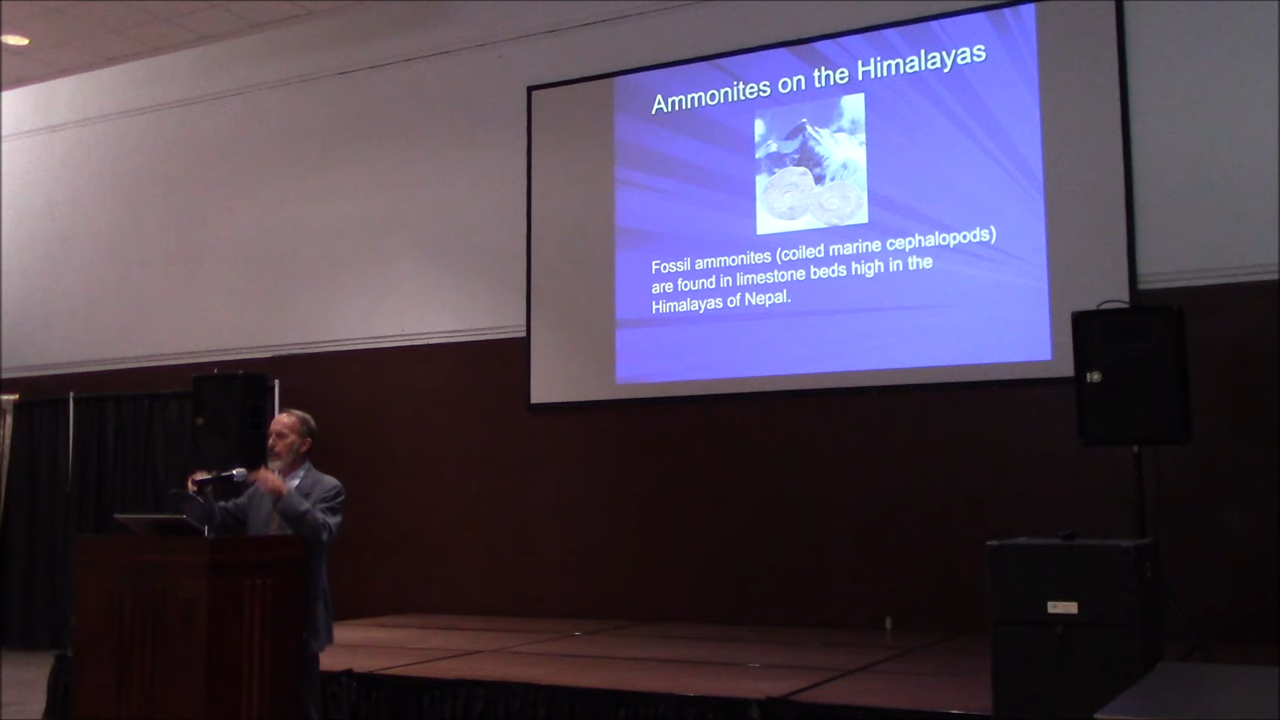 Ammonites on the Himalayas
Fossil ammonites (coiled marine cephalopods)
are found in limestone beds high in the
Himalayas of Nepal.